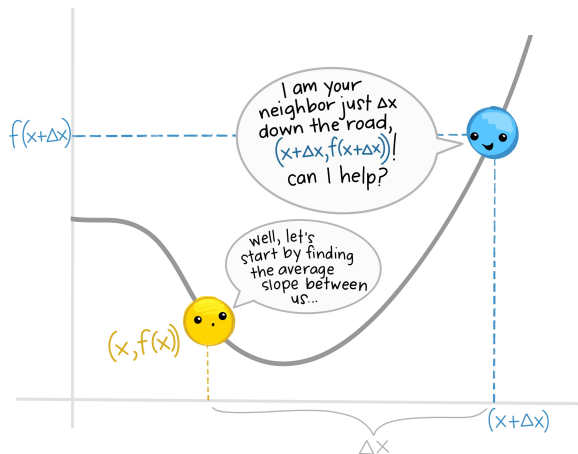 I am your
neighbor just Δx
down the road,
(x+Δx, f(x+Δx))!
can I help?
f(x+Δx)
well, let's
start by finding
the average
slope between
us...
(x, f(x))
(x+Δx)
Δx